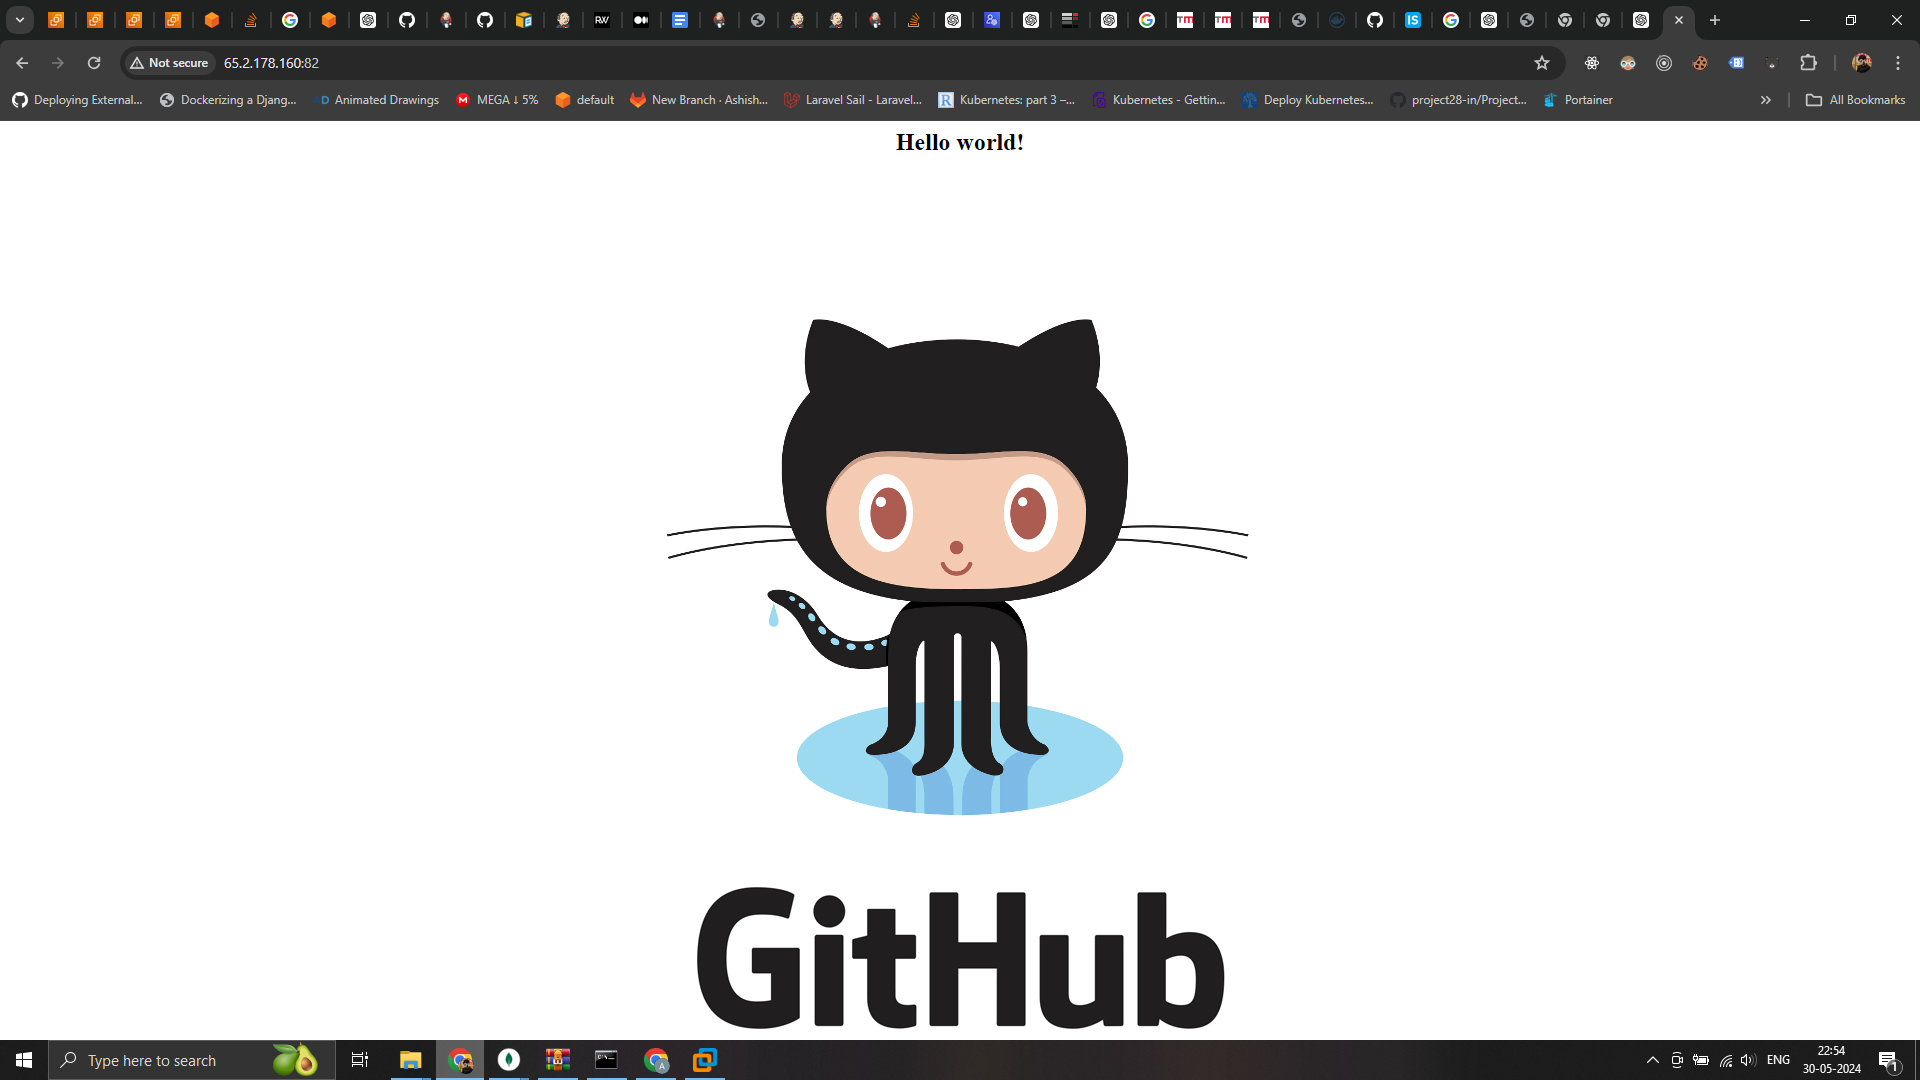 Not secure
65.2.178.160:82
Deploying External...
Dockerizing a Djang...
Animated Drawings
MEGA ↓ 5%
default
New Branch · Ashish...
Laravel Sail - Laravel...
Kubernetes: part 3 –...
Kubernetes - Gettin...
Deploy Kubernetes...
project28-in/Project...
Portainer
All Bookmarks
Hello world!
GitHub
Type here to search
ENG
22:54
30-05-2024
1